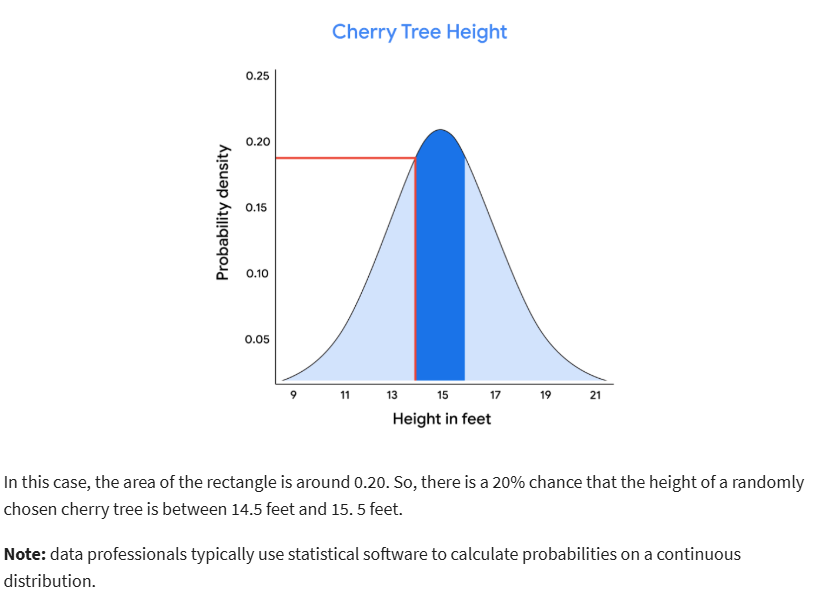 Cherry Tree Height
0.25
0.20
0.15
0.10
0.05
Probability density
9 11 13 15 17 19 21
Height in feet
In this case, the area of the rectangle is around 0.20. So, there is a 20% chance that the height of a randomly
chosen cherry tree is between 14.5 feet and 15. 5 feet.
Note: data professionals typically use statistical software to calculate probabilities on a continuous
distribution.